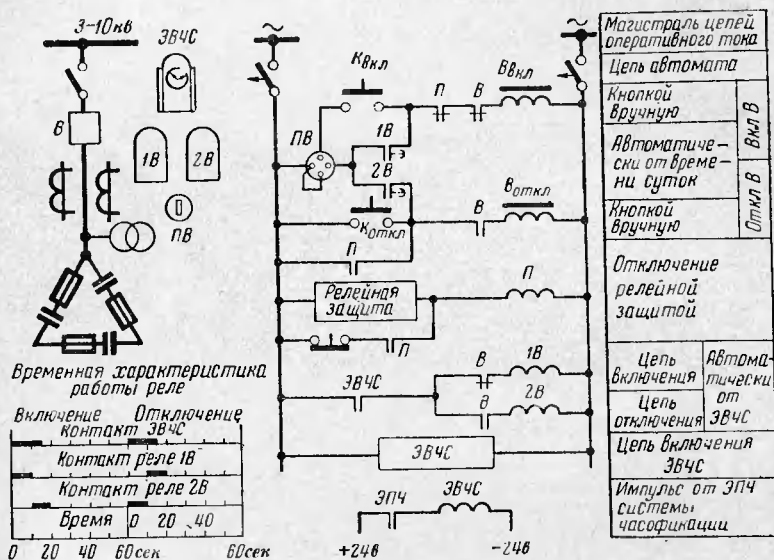 3-10кв
ЭВЧС
В
1В
2В
ПВ
Временная характеристика
работы реле
Включение Отключение
контакт ЭВЧС
Контакт реле 1В
Контакт реле 2В
Время 0 20 40
0 20 40 60сек 60сек
~
~
Kвкл
П
В
Ввкл
ПВ
1В
2В
Kоткл
В
Воткл
П
Релейная
защита
П
П
ЭВЧС
В
1В
В
2В
ЭВЧС
ЭПЧ
ЭВЧС
+24в
-24в
Магистраль цепей
оперативного тока
Цепь автомата
Кнопкой
вручную
Вкл В
Автоматиче-
ски от време-
ни суток
Откл В
Кнопкой
вручную
Отключение
релейной
защитой
Цепь
включения
Автома-
тически
от
ЭВЧС
Цепь
отключения
Цепь включения
ЭВЧС
Импульс от ЭПЧ
системы
часофикации